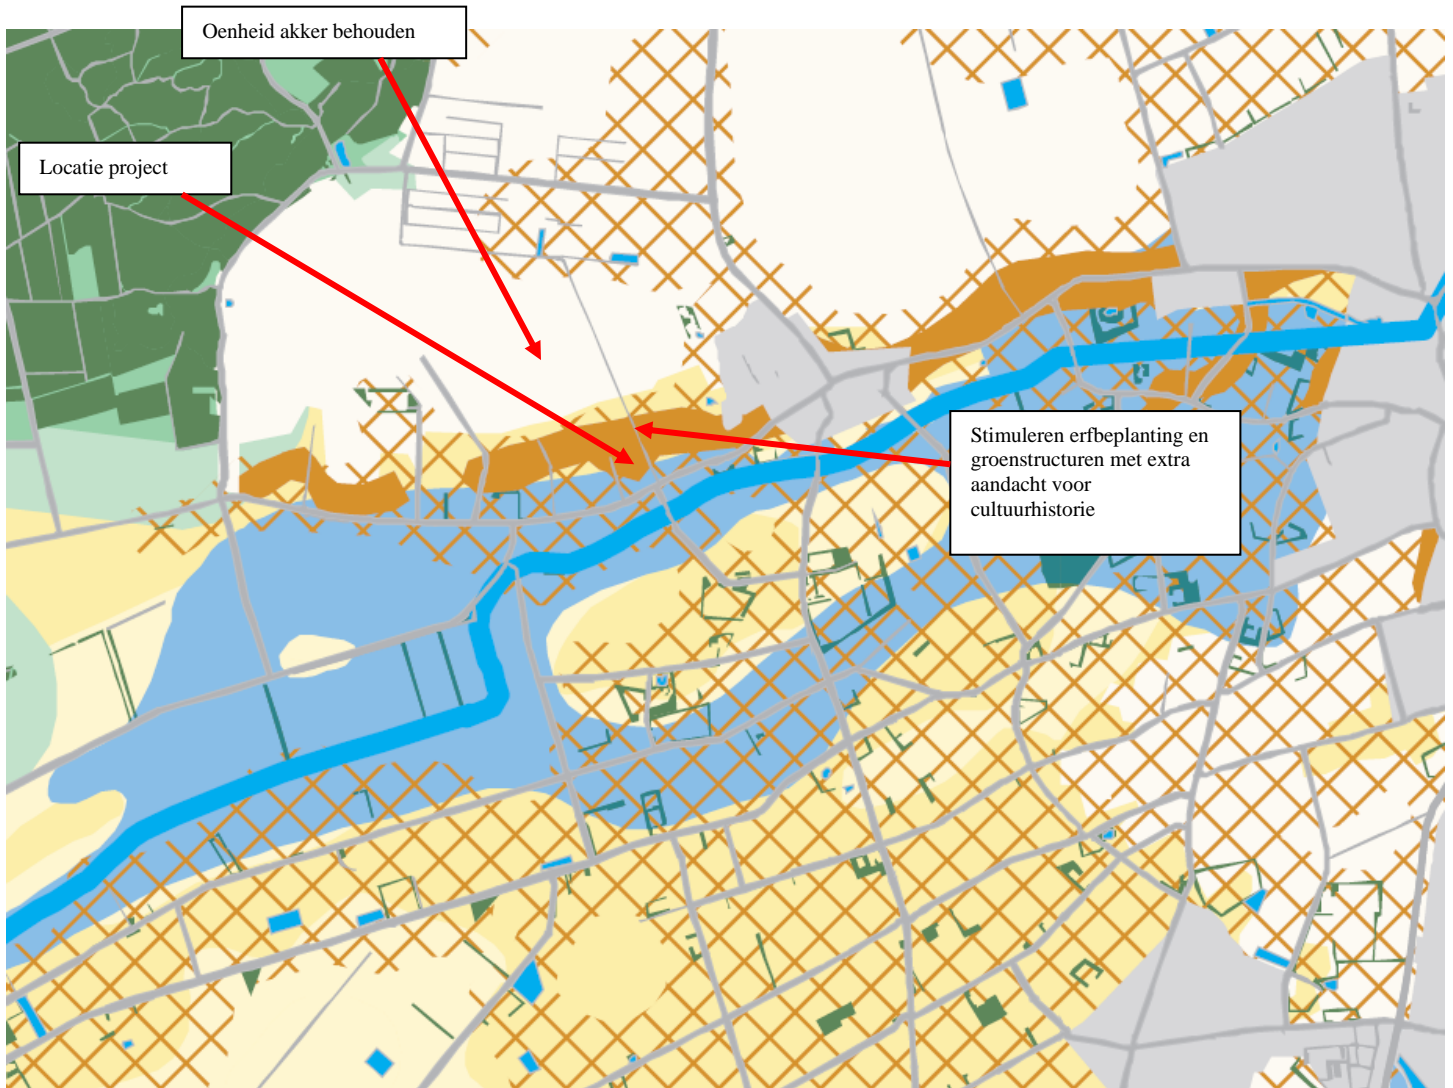 Oenheid akker behouden
Locatie project
Stimuleren erfbeplanting en
groenstructuren met extra
aandacht voor
cultuurhistorie